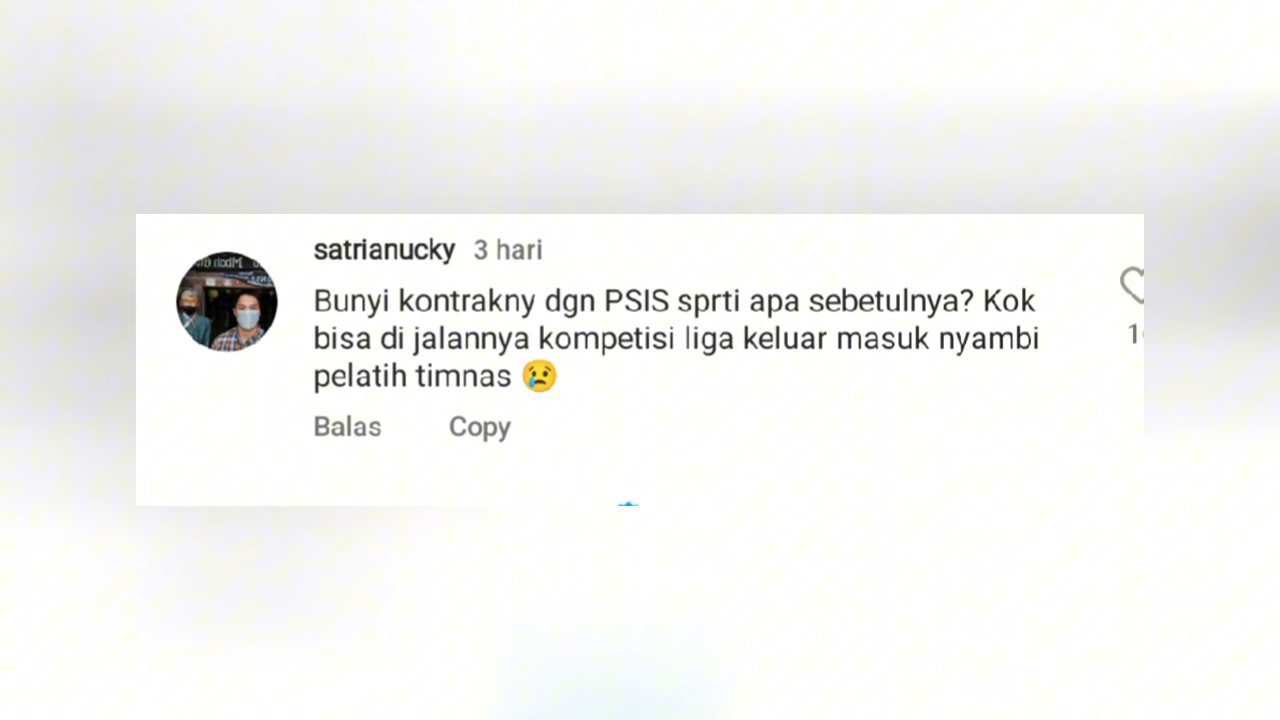 satrianucky 3 hari
Bunyi kontrakny dgn PSIS sprti apa sebetulnya? Kok
bisa di jalannya kompetisi liga keluar masuk nyambi
pelatih timnas 😢
Balas Copy